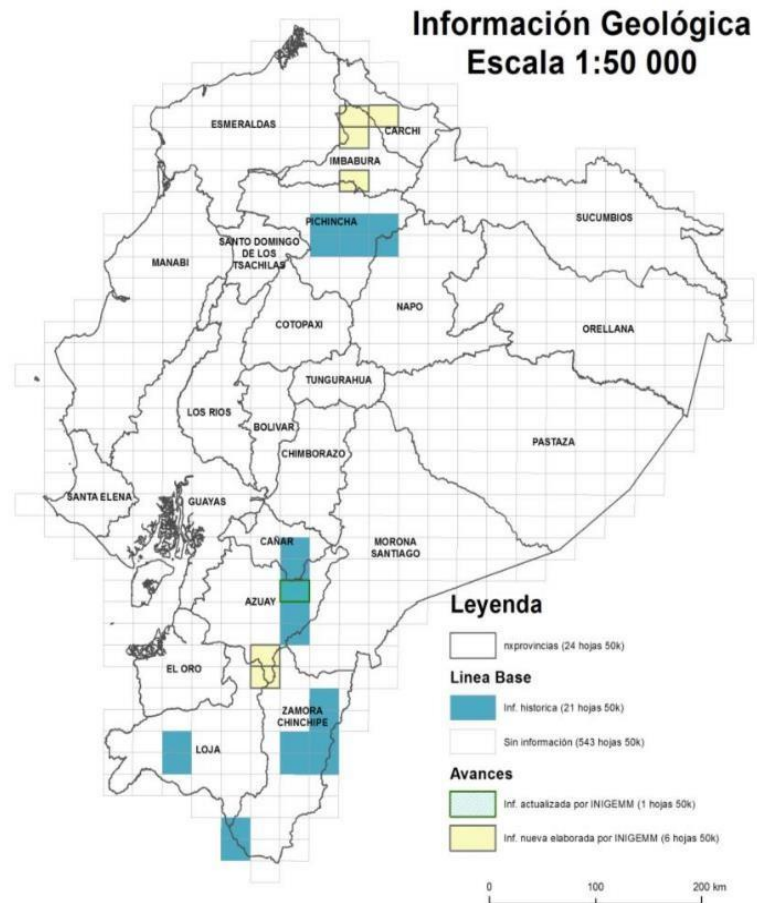 Información Geológica
Escala 1:50 000
ESMERALDAS
CARCHI
IMBABURA
SUCUMBIOS
PICHINCHA
SANTO DOMINGO
DE LOS
TSACHILAS
MANABI
NAPO
ORELLANA
COTOPAXI
TUNGURAHUA
LOS RIOS
BOLIVAR
PASTAZA
CHIMBORAZO
SANTA ELENA
GUAYAS
CAÑAR
MORONA
SANTIAGO
AZUAY
EL ORO
ZAMORA
CHINCHIPE
LOJA
Leyenda
nxprovincias (24 hojas 50k)
Linea Base
Inf. historica (21 hojas 50k)
Sin información (543 hojas 50k)
Avances
Inf. actualizada por INIGEMM (1 hojas 50k)
Inf. nueva elaborada por INIGEMM (6 hojas 50k)
0 100 200 km